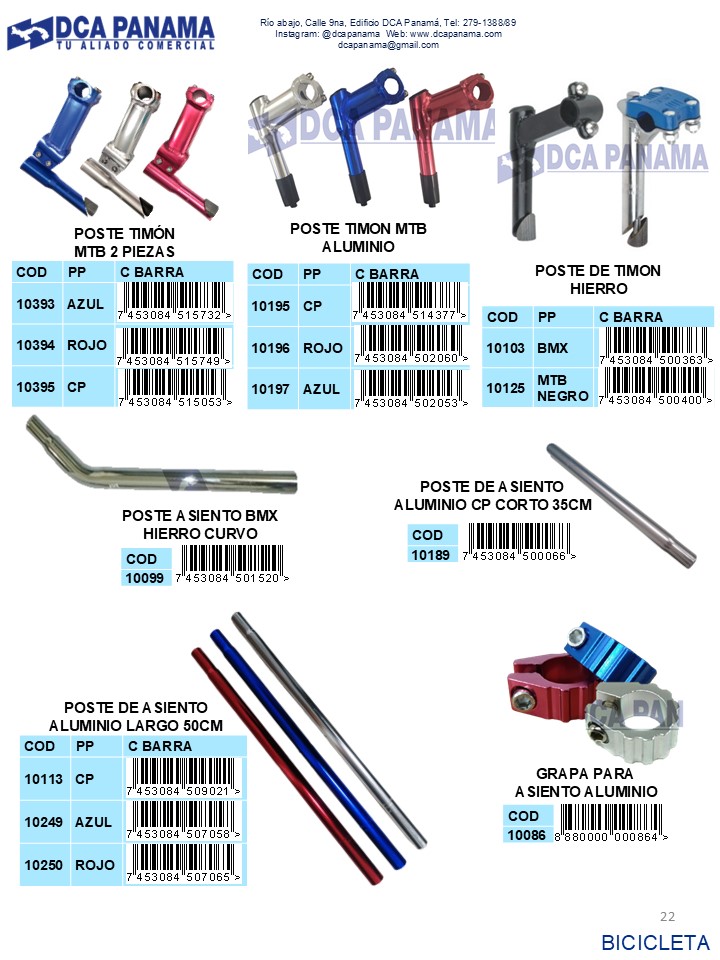 DCA PANAMA
TU ALIADO COMERCIAL
Río abajo, Calle 9na, Edificio DCA Panamá, Tel: 279-1388/89
Instagram: @dcapanama Web: www.dcapanama.com
dcapanama@gmail.com
DCA PANAMA
DCA PANAMA
POSTE TIMÓN
MTB 2 PIEZAS
COD PP C BARRA
10393 AZUL 7 453084 515732 >
10394 ROJO 7 453084 515749 >
10395 CP 7 453084 515053 >
POSTE TIMON MTB
ALUMINIO
COD PP C BARRA
10195 CP 7 453084 514377 >
10196 ROJO 7 453084 502060 >
10197 AZUL 7 453084 502053 >
POSTE DE TIMON
HIERRO
COD PP C BARRA
10103 BMX 7 453084 500363 >
10125 MTB NEGRO 7 453084 500400 >
POSTE ASIENTO BMX
HIERRO CURVO
COD
10099 7 453084 501520 >
POSTE DE ASIENTO
ALUMINIO CP CORTO 35CM
COD
10189 7 453084 500066 >
POSTE DE ASIENTO
ALUMINIO LARGO 50CM
COD PP C BARRA
10113 CP 7 453084 509021 >
10249 AZUL 7 453084 507058 >
10250 ROJO 7 453084 507065 >
DCA PAN
GRAPA PARA
ASIENTO ALUMINIO
COD
10086 8 880000 000864 >
22
BICICLETA